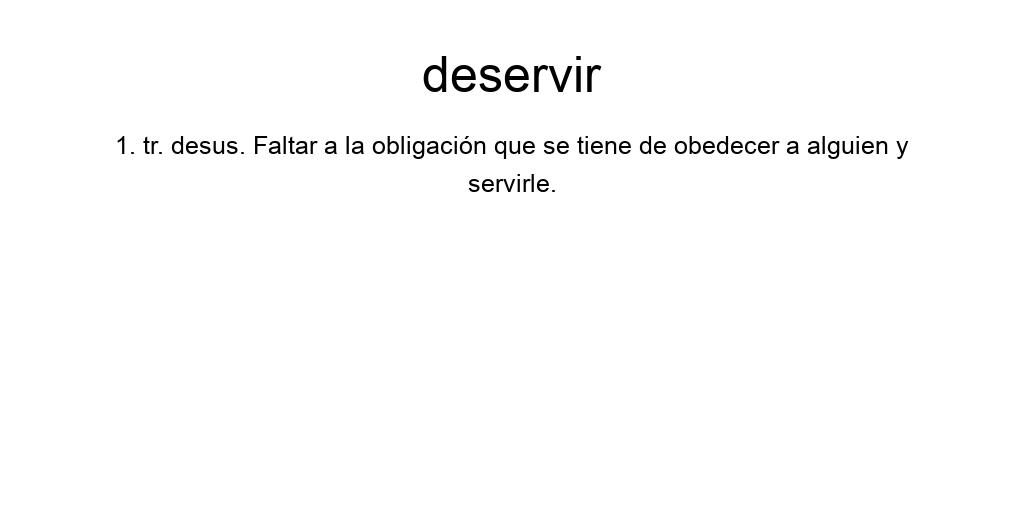 deservir
1. tr. desus. Faltar a la obligación que se tiene de obedecer a alguien y
servirle.